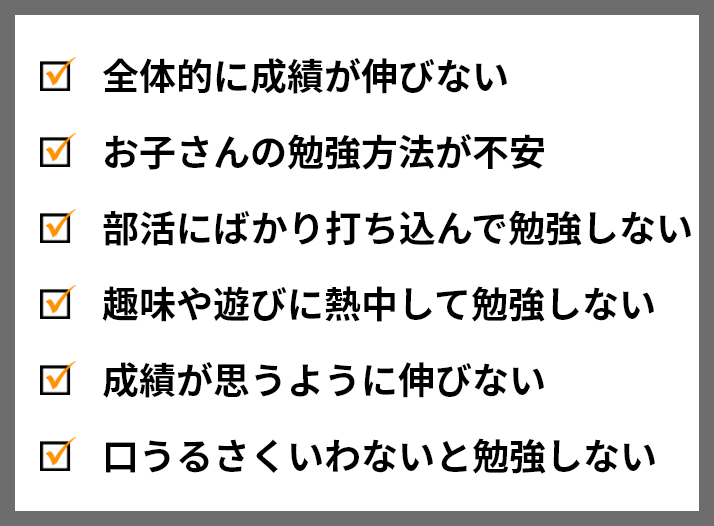 全体的に成績が伸びない
お子さんの勉強方法が不安
部活にばかり打ち込んで勉強しない
趣味や遊びに熱中して勉強しない
成績が思うように伸びない
口うるさくいわないと勉強しない